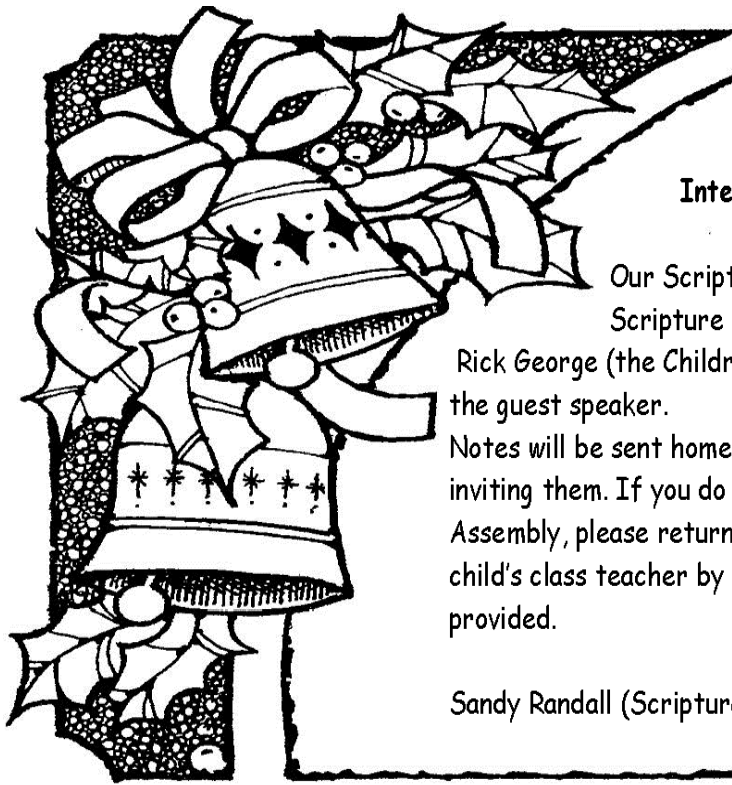 Inte
Our Script
Scripture
Rick George (the Childr
the guest speaker.
Notes will be sent home
inviting them. If you do
Assembly, please return
child's class teacher by
provided.
Sandy Randall (Scripture